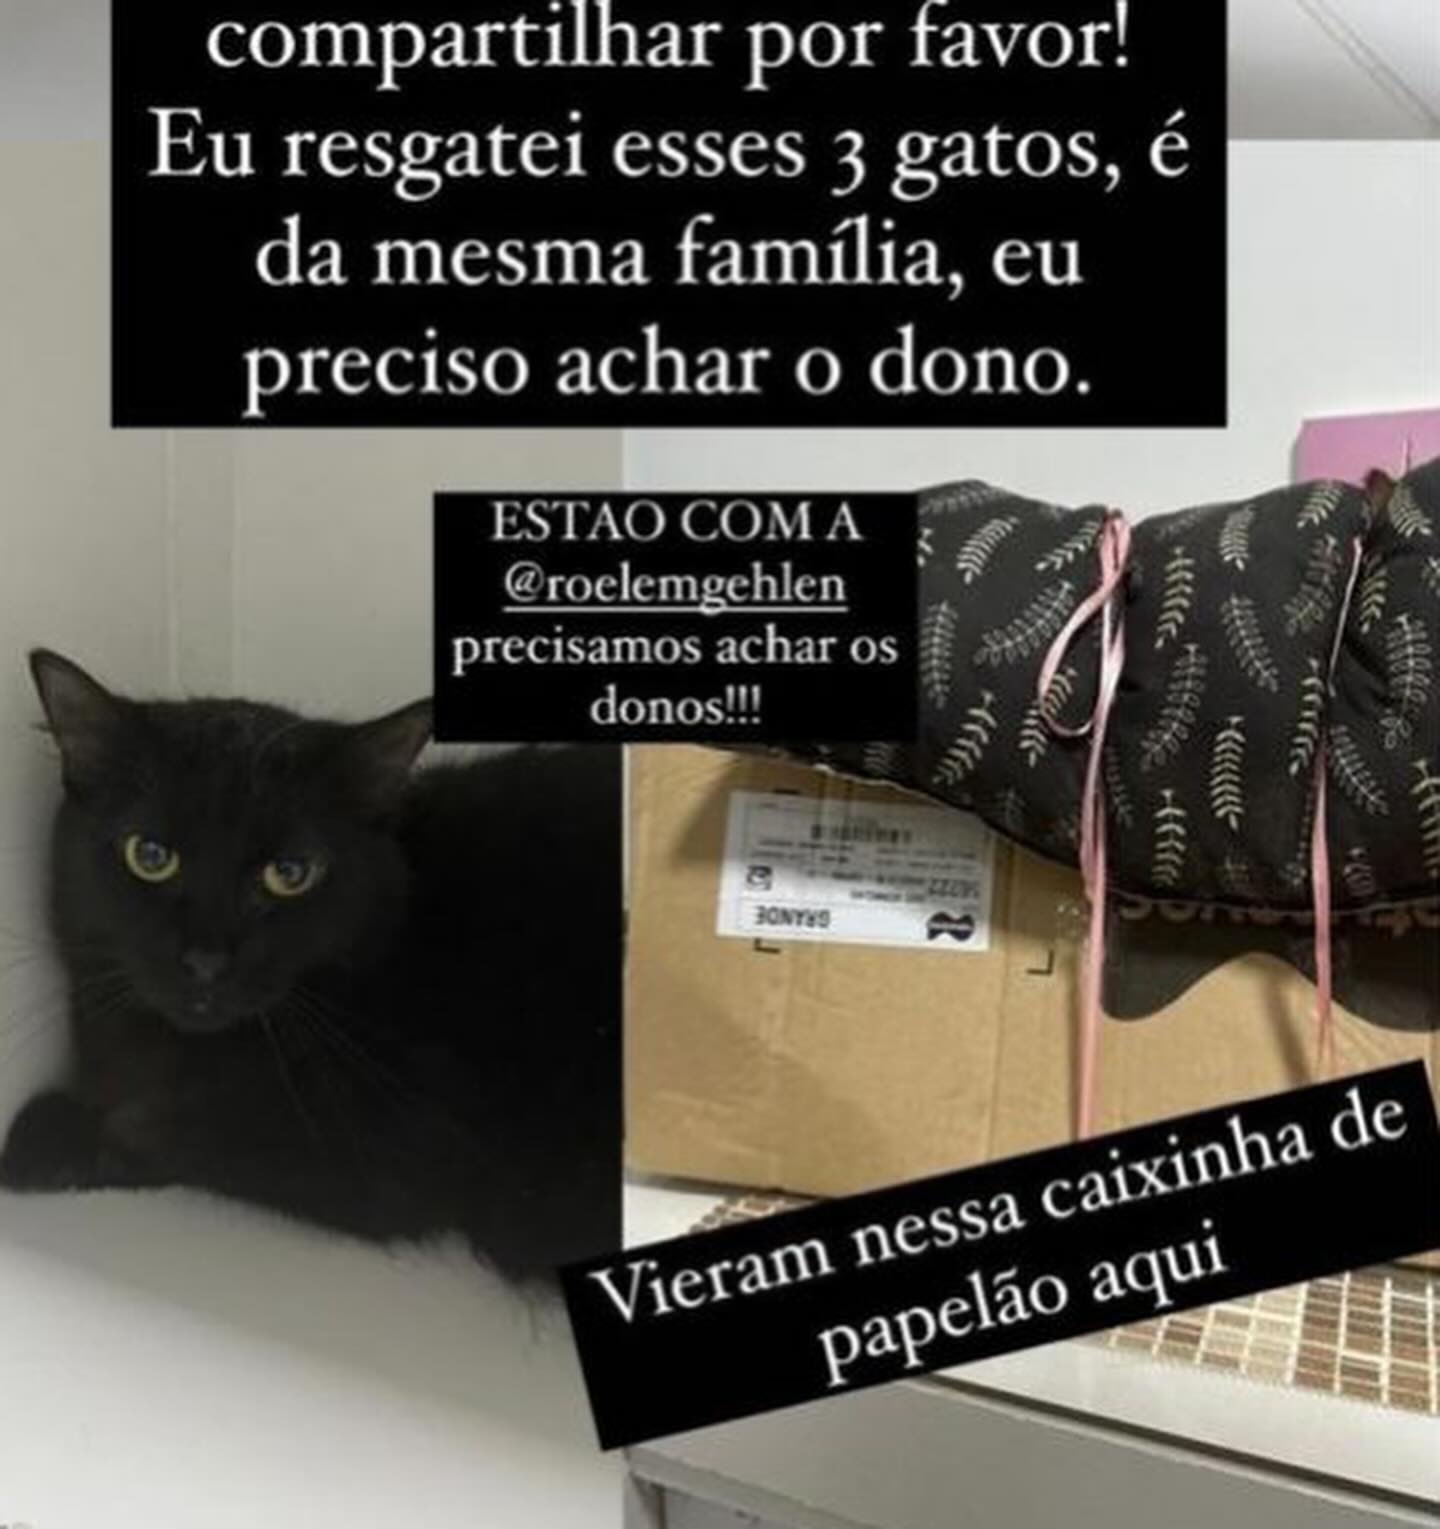 compartilhar por favor!
Eu resgatei esses 3 gatos, é
da mesma família, eu
preciso achar o dono.
ESTAO COM A
@roelemgehlen
precisamos achar os
donos!!!
GRANDE
Vieram nessa caixinha de
papelão aqui